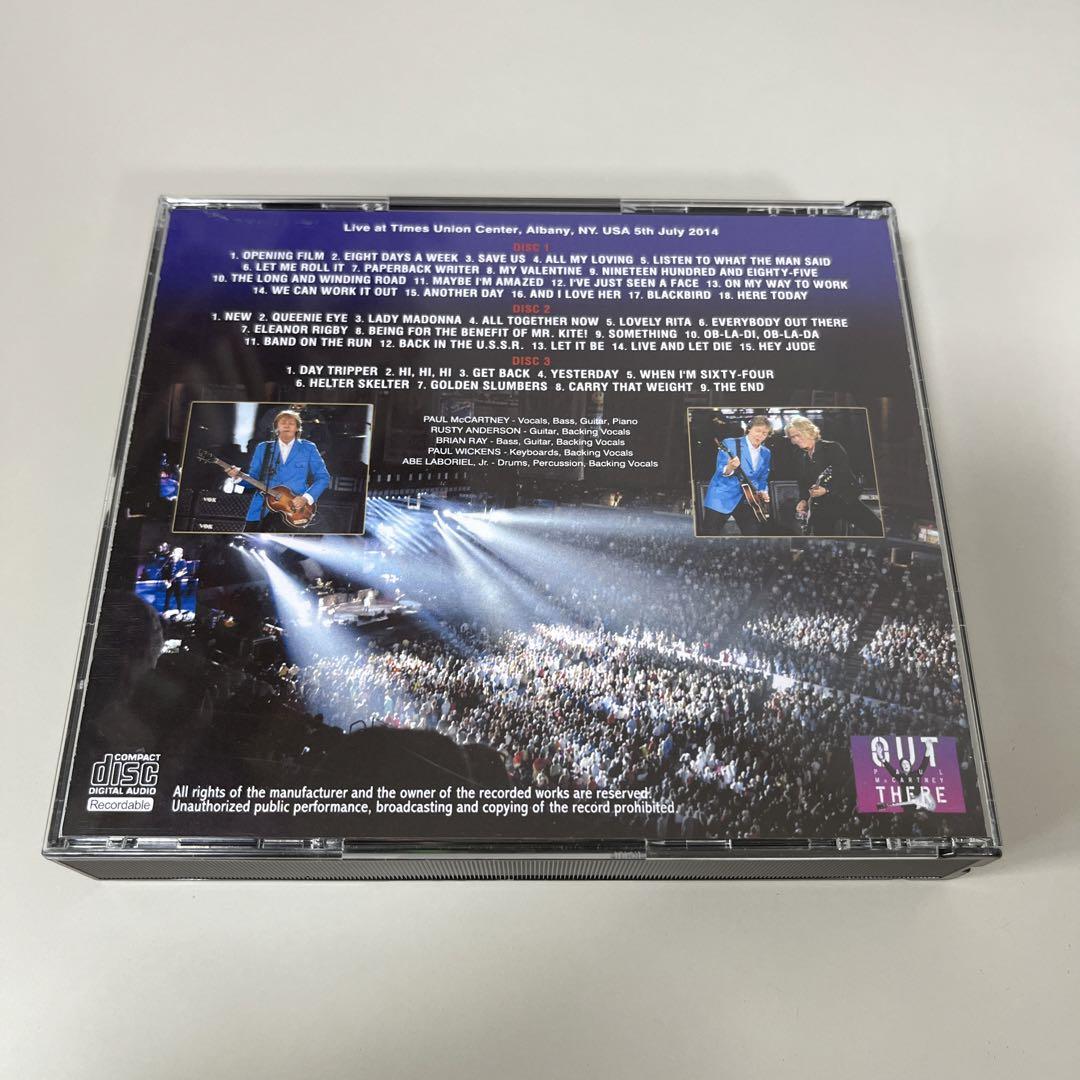 Live at Times Union Center, Albany, NY. USA 5th July 2014
DISC 1
1. OPENING FILM 2. EIGHT DAYS A WEEK 3. SAVE US 4. ALL MY LOVING 5. LISTEN TO WHAT THE MAN SAID
6. LET ME ROLL IT 7. PAPERBACK WRITER 8. MY VALENTINE 9. NINETEEN HUNDRED AND EIGHTY-FIVE
10. THE LONG AND WINDING ROAD 11. MAYBE I'M AMAZED 12. I'VE JUST SEEN A FACE 13. ON MY WAY TO WORK
14. WE CAN WORK IT OUT 15. ANOTHER DAY 16. AND I LOVE HER 17. BLACKBIRD 18. HERE TODAY
DISC 2
1. NEW 2. QUEENIE EYE 3. LADY MADONNA 4. ALL TOGETHER NOW 5. LOVELY RITA 6. EVERYBODY OUT THERE
7. ELEANOR RIGBY 8. BEING FOR THE BENEFIT OF MR. KITE! 9. SOMETHING 10. OB-LA-DI, OB-LA-DA
11. BAND ON THE RUN 12. BACK IN THE U.S.S.R. 13. LET IT BE 14. LIVE AND LET DIE 15. HEY JUDE
DISC 3
1. DAY TRIPPER 2. HI, HI, HI 3. GET BACK 4. YESTERDAY 5. WHEN I'M SIXTY-FOUR
6. HELTER SKELTER 7. GOLDEN SLUMBERS 8. CARRY THAT WEIGHT 9. THE END
PAUL McCARTNEY - Vocals, Bass, Guitar, Piano
RUSTY ANDERSON - Guitar, Backing Vocals
BRIAN RAY - Bass, Guitar, Backing Vocals
PAUL WICKENS - Keyboards, Backing Vocals
ABE LABORIEL, Jr. - Drums, Percussion, Backing Vocals
VOX
VOX
COMPACT
disc
DIGITAL AUDIO
Recordable
All rights of the manufacturer and the owner of the recorded works are reserved.
Unauthorized public performance, broadcasting and copying of the record prohibited.
OUT
PAUL
McCARTNEY
THERE